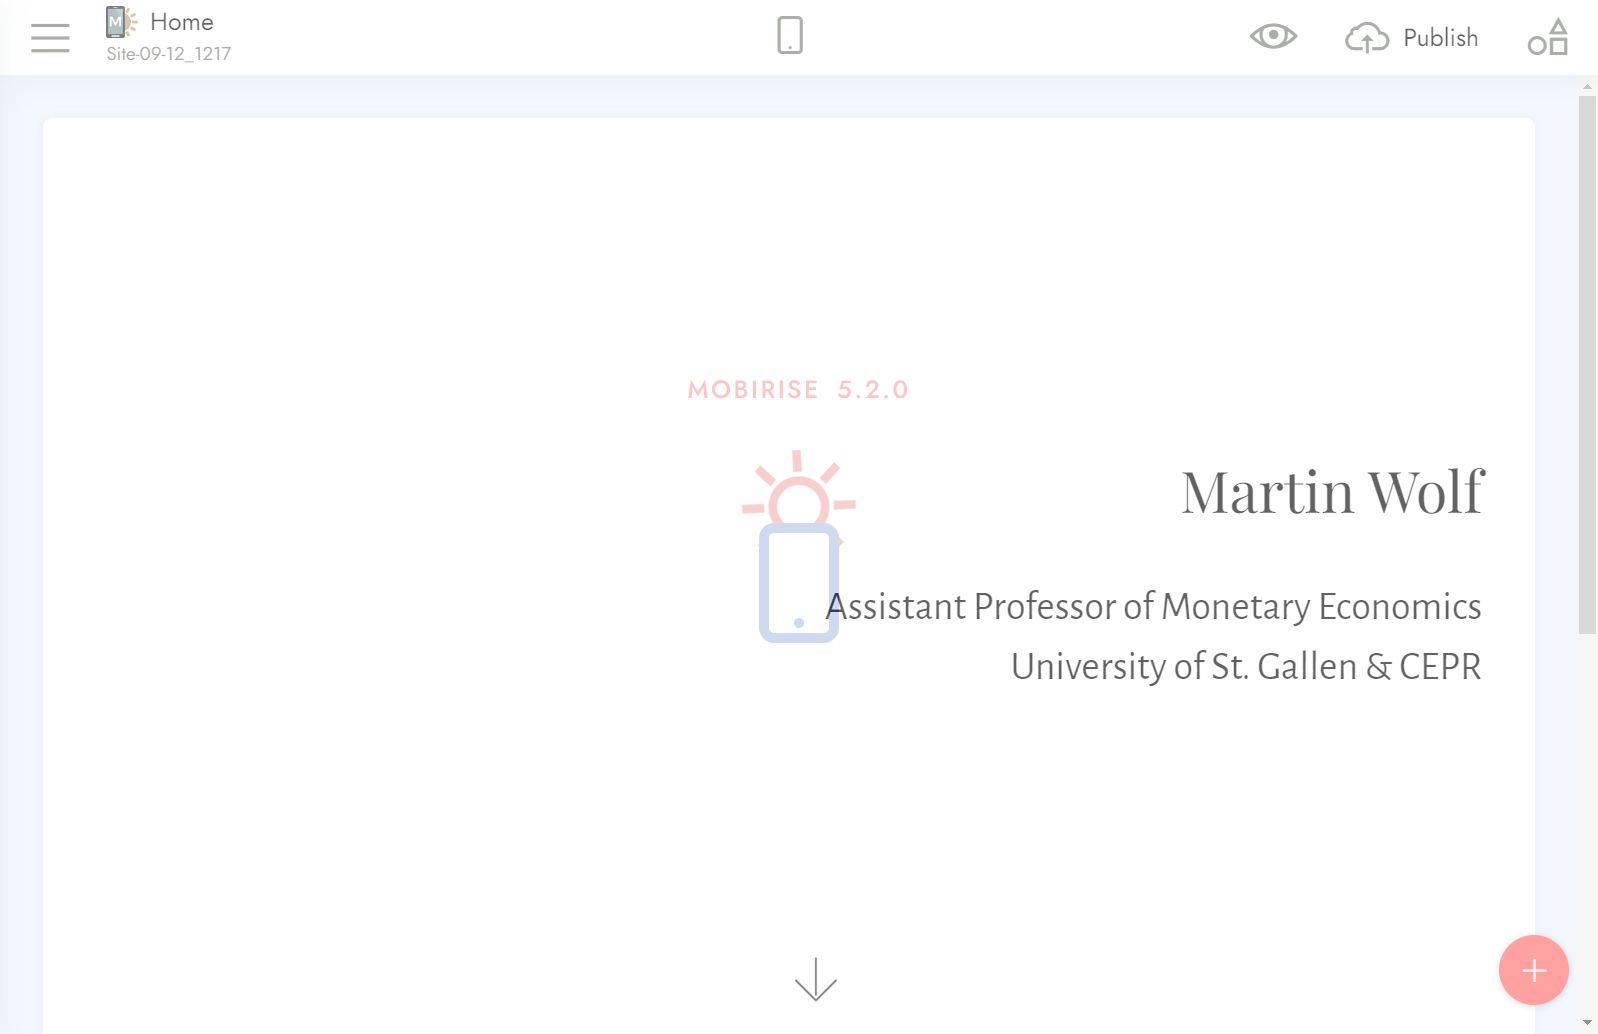 M
Home
Site-09-12_1217
Publish
MOBIRISE 5.2.0
Martin Wolf
Assistant Professor of Monetary Economics
University of St. Gallen & CEPR